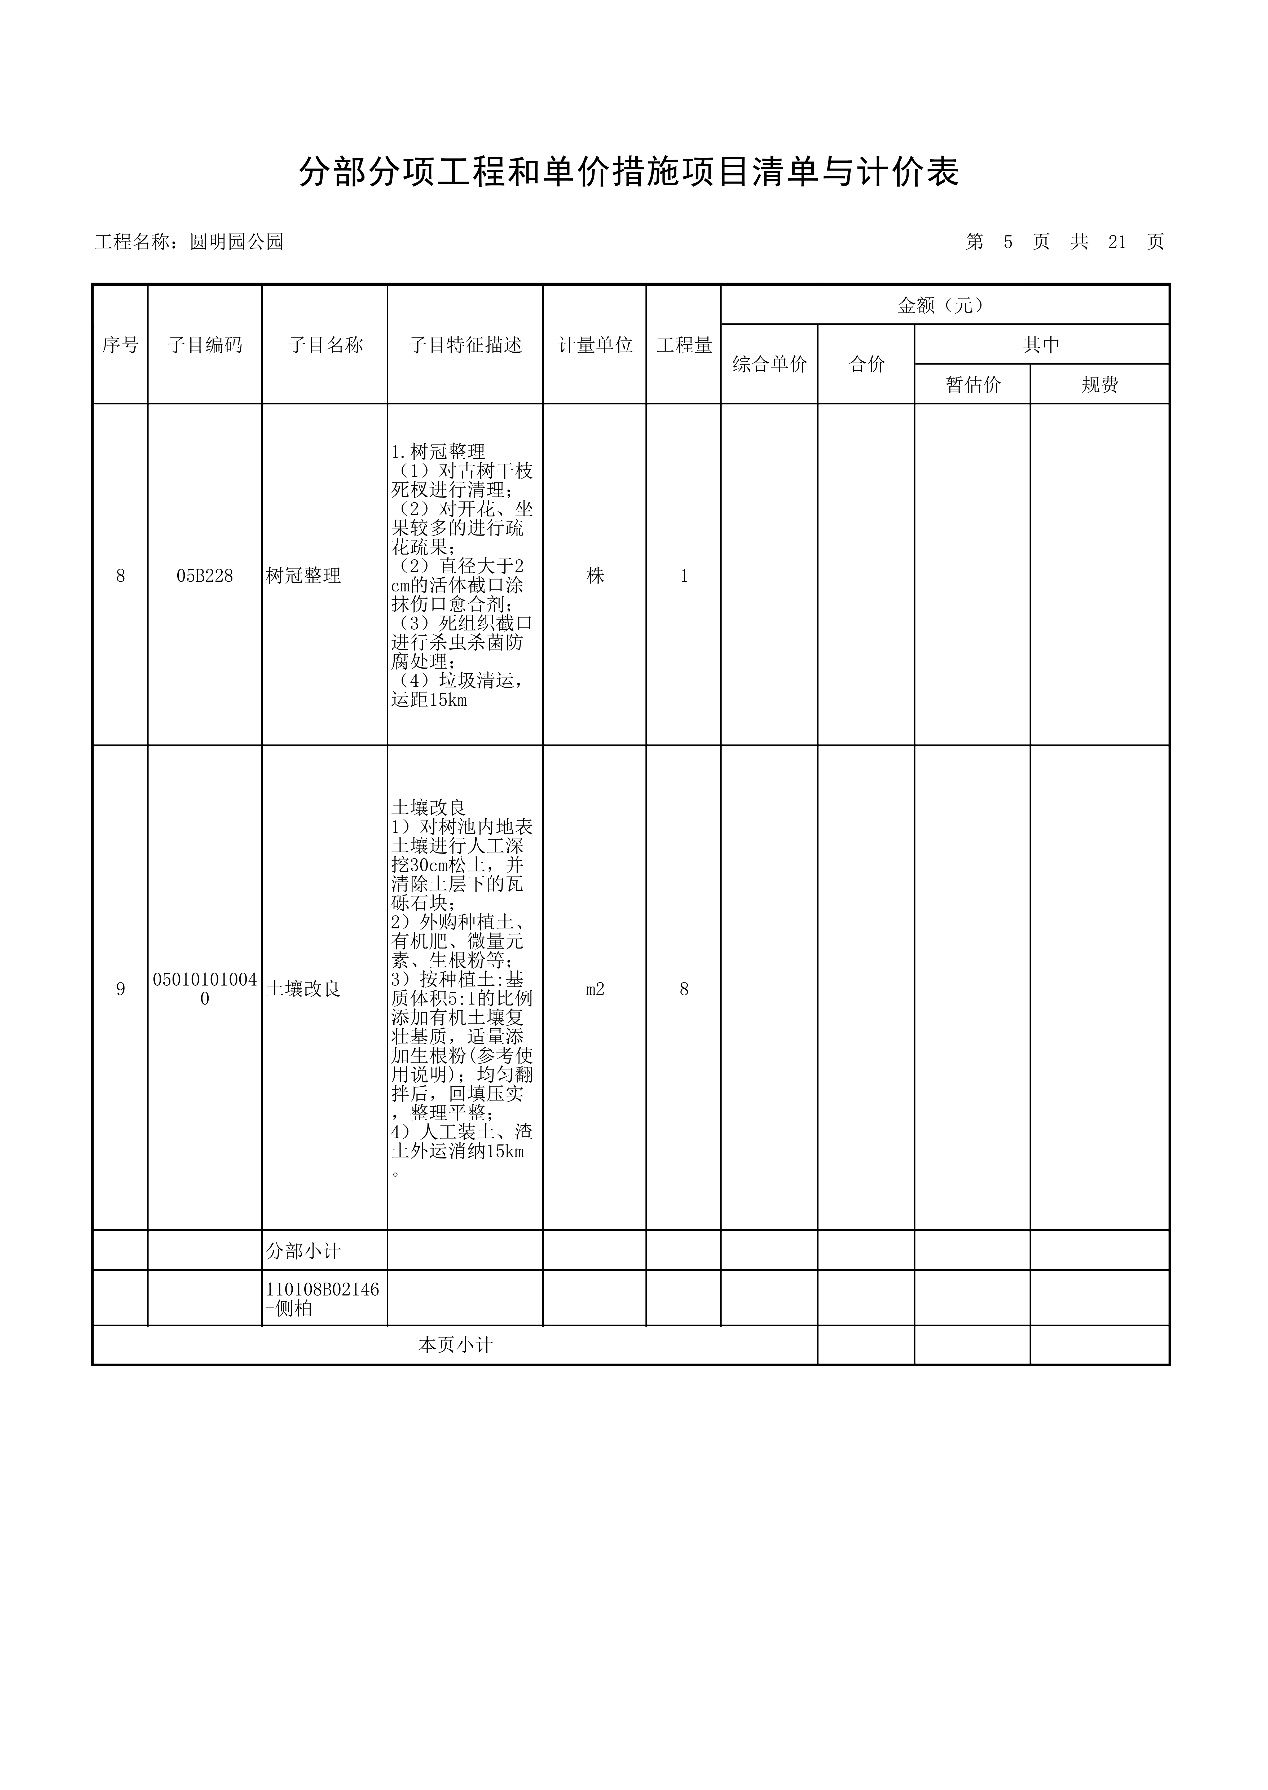 分部分项工程和单价措施项目清单与计价表
工程名称：圆明园公园
第 5 页 共 21 页
序号
子目编码
子目名称
子目特征描述
计量单位
工程量
金额（元）
综合单价
合价
其中
暂估价
规费
8
05B228
树冠整理
1.树冠整理
（1）对古树干枝
死杈进行清理；
（2）对开花、坐
果较多的进行疏
花疏果；
（2）直径大于2
cm的活体截口涂
抹伤口愈合剂；
（3）死组织截口
进行杀虫杀菌防
腐处理；
（4）垃圾清运，
运距15km
株
1
9
05010101004
0
土壤改良
土壤改良
1）对树池内地表
土壤进行人工深
挖30cm松土，并
清除土层下的瓦
砾石块；
2）外购种植土、
有机肥、微量元
素、生根粉等；
3）按种植土:基
质体积5:1的比例
添加有机土壤复
壮基质，适量添
加生根粉(参考使
用说明)；均匀翻
拌后，回填压实
，整理平整；
4）人工装土、渣
土外运消纳15km
。
m2
8
分部小计
110108B02146
-侧柏
本页小计